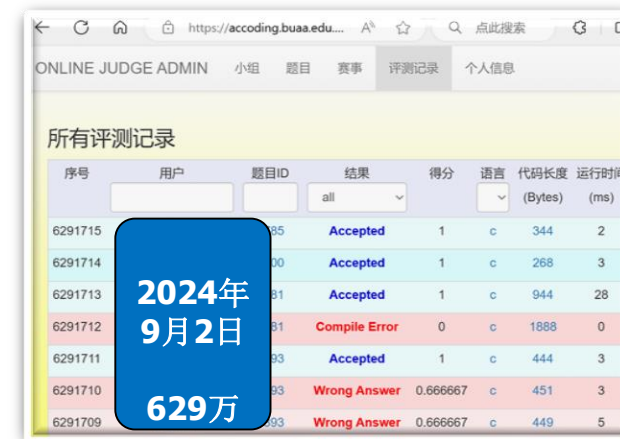 https://accoding.buaa.edu.... A 点此搜索
ONLINE JUDGE ADMIN 小组 题目 赛事 评测记录 个人信息
所有评测记录
序号 用户 题目ID 结果 得分 语言 代码长度 运行时间
all (Bytes) (ms)
6291715 85 Accepted 1 c 344 2
6291714 00 Accepted 1 c 268 3
6291713 81 Accepted 1 c 944 28
6291712 81 Compile Error 0 c 1888 0
6291711 93 Accepted 1 c 444 3
6291710 93 Wrong Answer 0.666667 c 451 3
6291709 93 Wrong Answer 0.666667 c 449 5
2024年
9月2日
629万